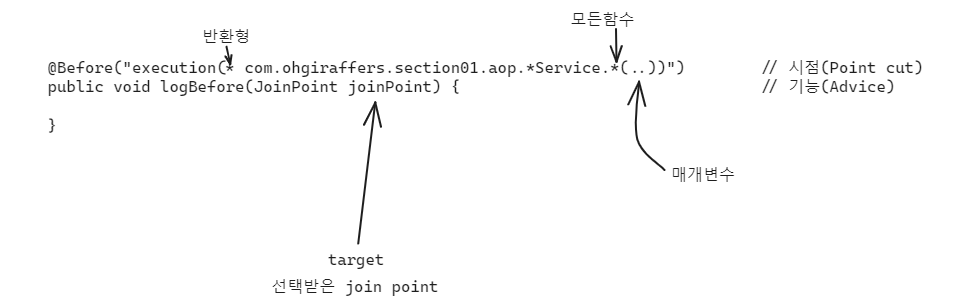 모든함수
반환형
@Before("execution(* com.ohgiraffers.section01.aop.*Service.*(..))") // 시점(Point cut)
public void logBefore(JoinPoint joinPoint) { // 기능(Advice)
}
매개변수
target
선택받은 join point